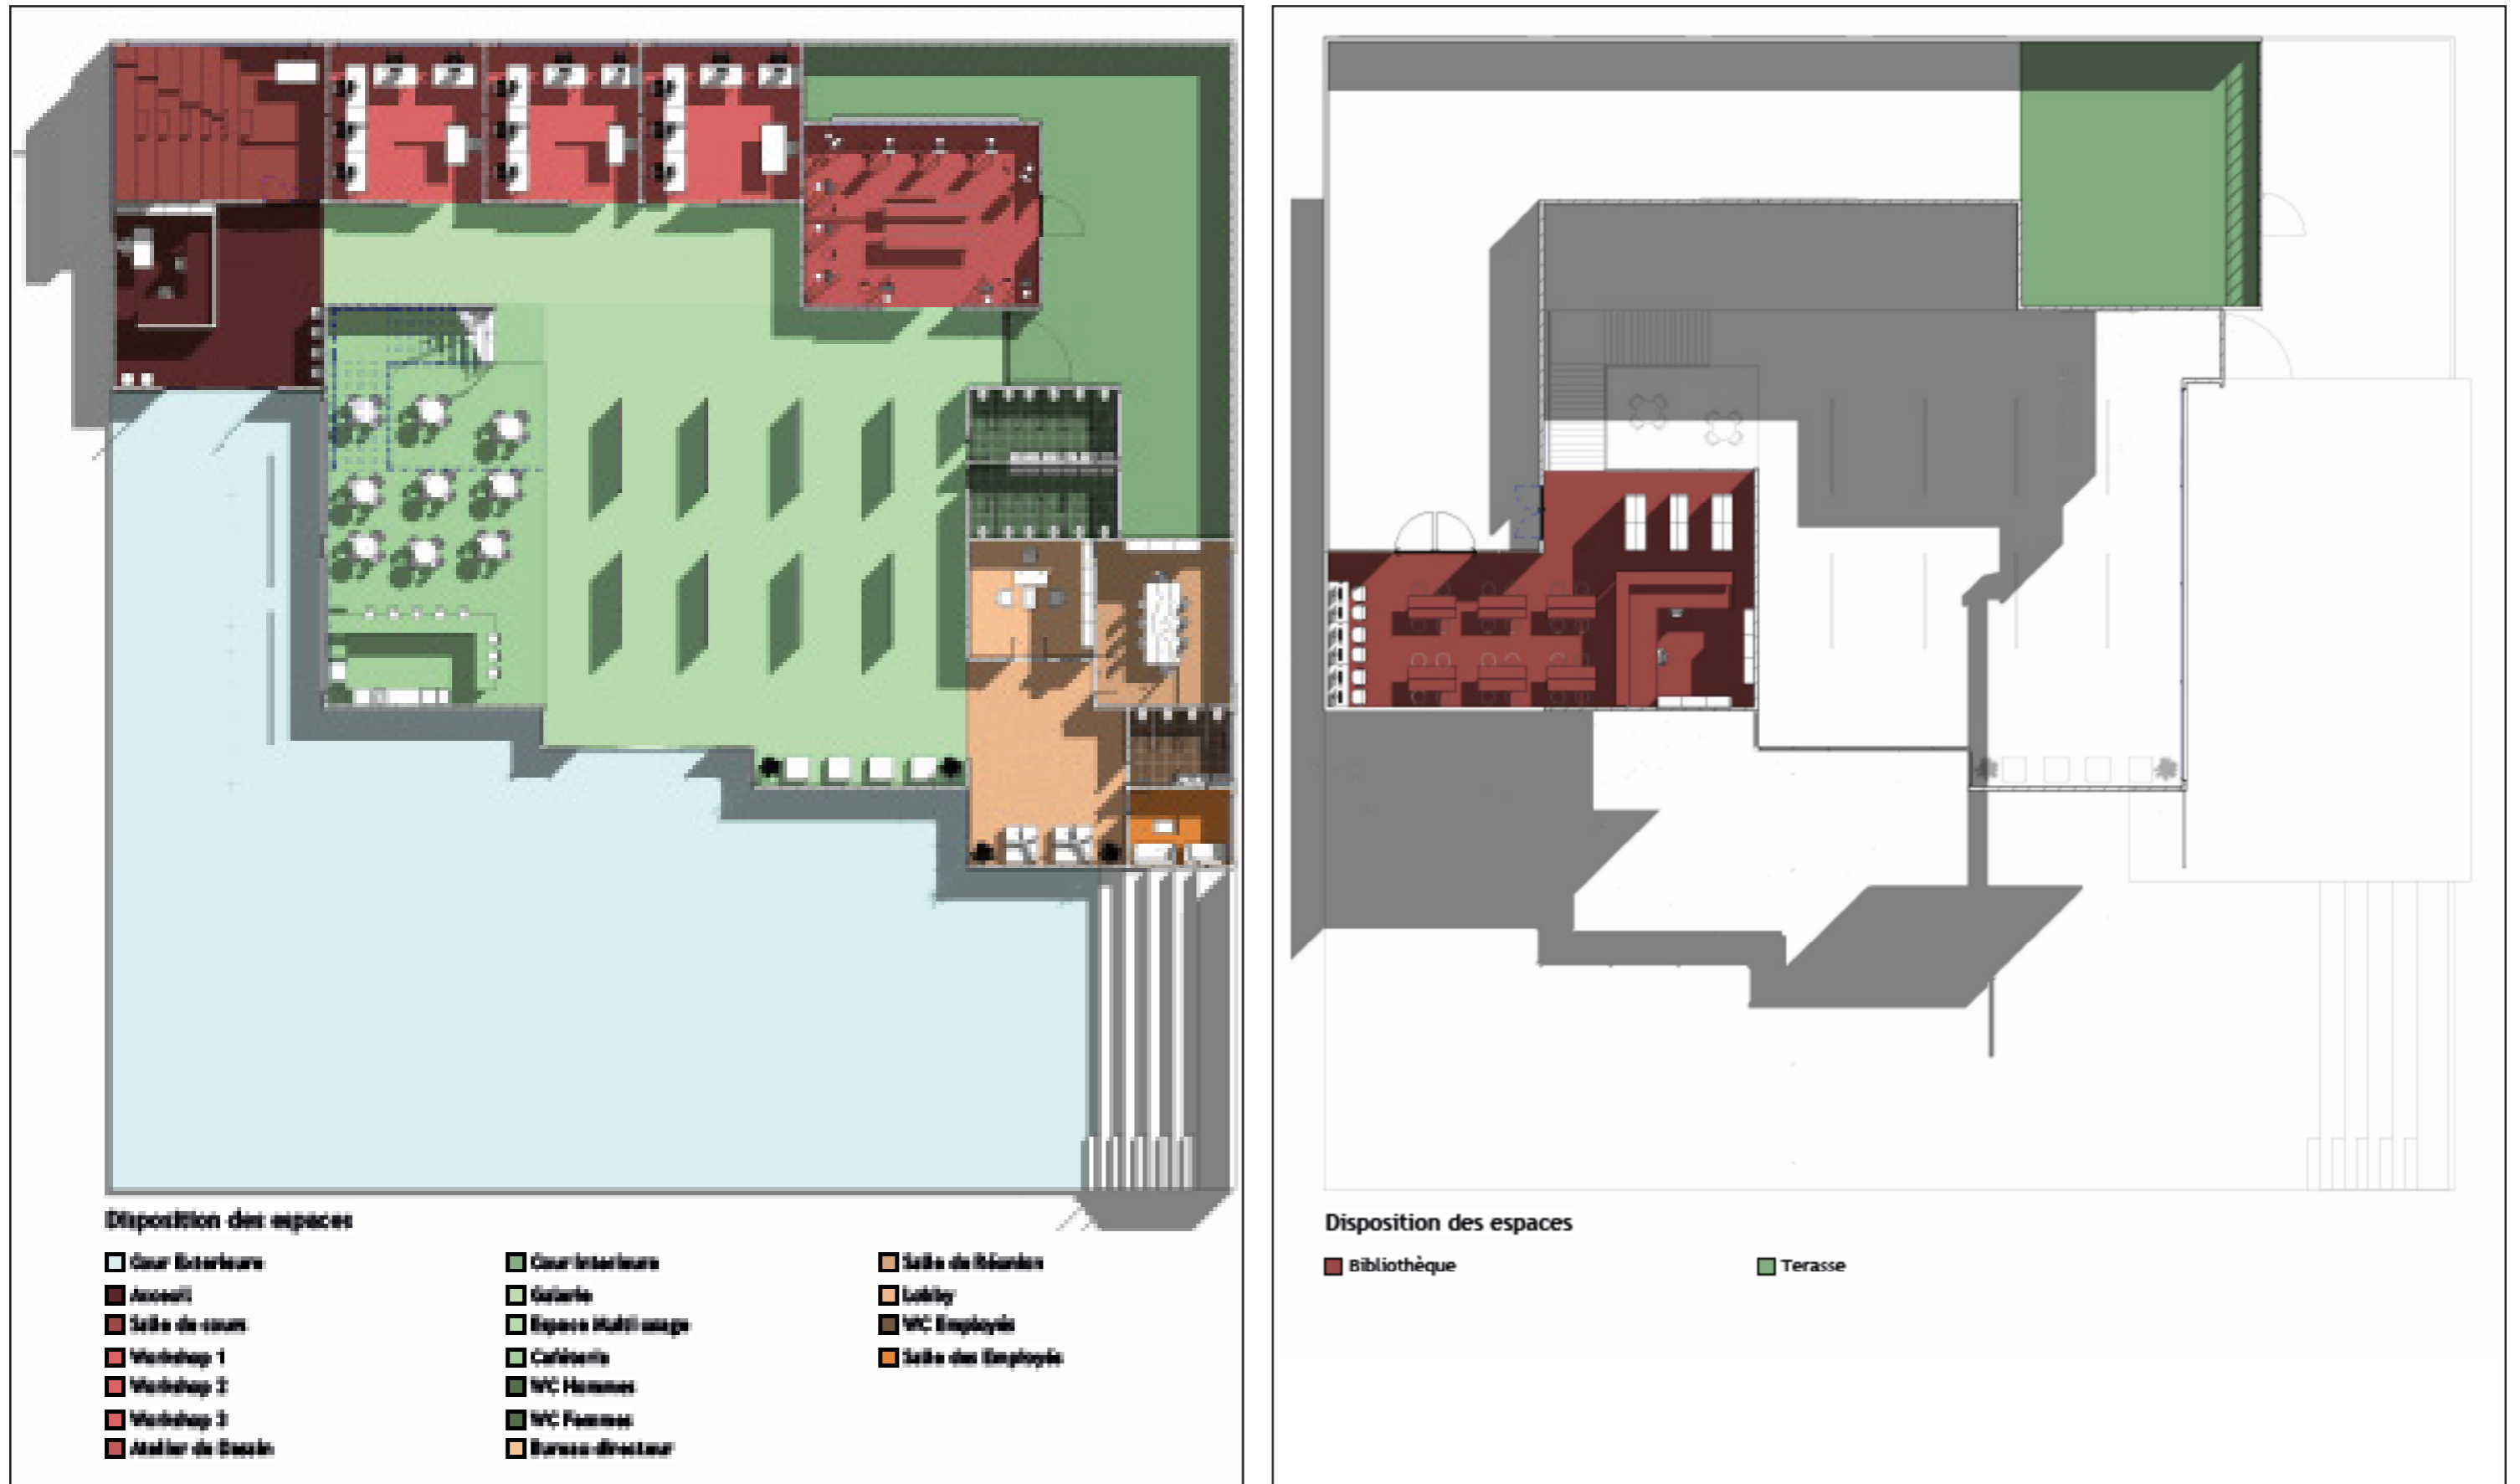 Disposition des espaces
Cour Exterieure
Acceuil
Salle de cours
Workshop 1
Workshop 2
Workshop 3
Atelier de Dessin
Cour Interieure
Galerie
Espace Multi usage
Caféterie
WC Hommes
WC Femmes
Bureau directeur
Salle de Réunion
Lobby
WC Employés
Salle des Employés
Disposition des espaces
Bibliothèque
Terasse